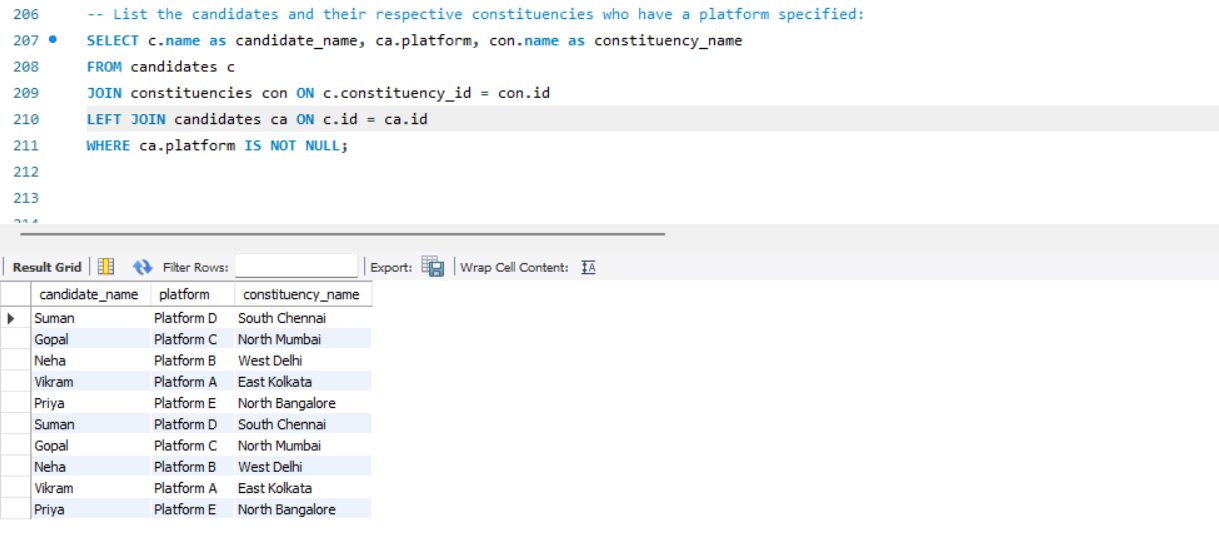 206 -- List the candidates and their respective constituencies who have a platform specified:
207 SELECT c.name as candidate_name, ca.platform, con.name as constituency_name
208 FROM candidates c
209 JOIN constituencies con ON c.constituency_id = con.id
210 LEFT JOIN candidates ca ON c.id = ca.id
211 WHERE ca.platform IS NOT NULL;
212
213
Result Grid Filter Rows: Export: Wrap Cell Content: IA
candidate_name platform constituency_name
Suman Platform D South Chennai
Gopal Platform C North Mumbai
Neha Platform B West Delhi
Vikram Platform A East Kolkata
Priya Platform E North Bangalore
Suman Platform D South Chennai
Gopal Platform C North Mumbai
Neha Platform B West Delhi
Vikram Platform A East Kolkata
Priya Platform E North Bangalore